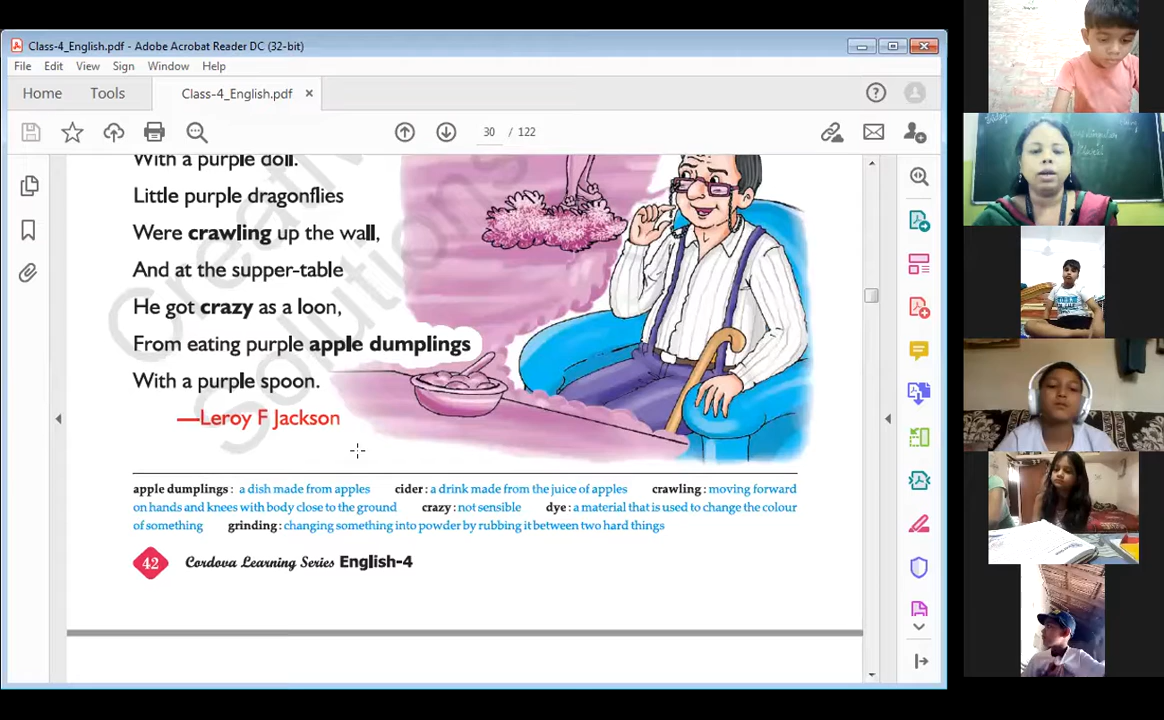 Class-4_English.pdf - Adobe Acrobat Reader DC (32-bit)
File Edit View Sign Window Help
Home Tools Class-4_English.pdf ×
30 / 122
With a purple doll.
Little purple dragonflies
Were crawling up the wall,
And at the supper-table
He got crazy as a loon,
From eating purple apple dumplings
With a purple spoon.
—Leroy F Jackson
apple dumplings : a dish made from apples cider : a drink made from the juice of apples crawling : moving forward
on hands and knees with body close to the ground crazy : not sensible dye : a material that is used to change the colour
of something grinding : changing something into powder by rubbing it between two hard things
42 Cordova Learning Series English-4
Creative
Solutions